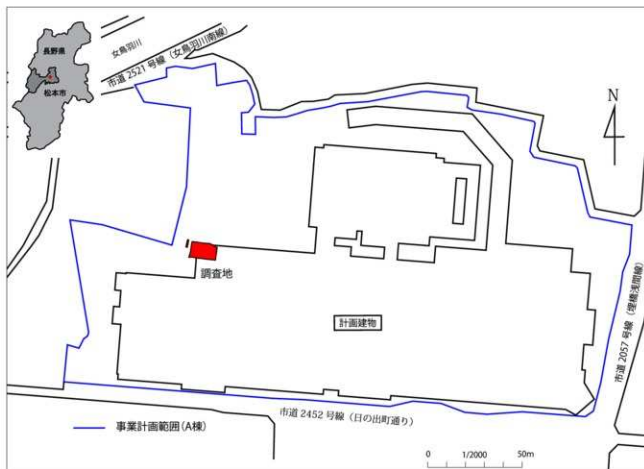 長野県
松本市
女鳥羽川
市道 2521 号線（女鳥羽川南線）
N
調査地
計画建物
市道 2057 号線（埋橋浅間線）
市道 2452 号線（日の出町通り）
事業計画範囲（A棟）
0 1/2000 50m